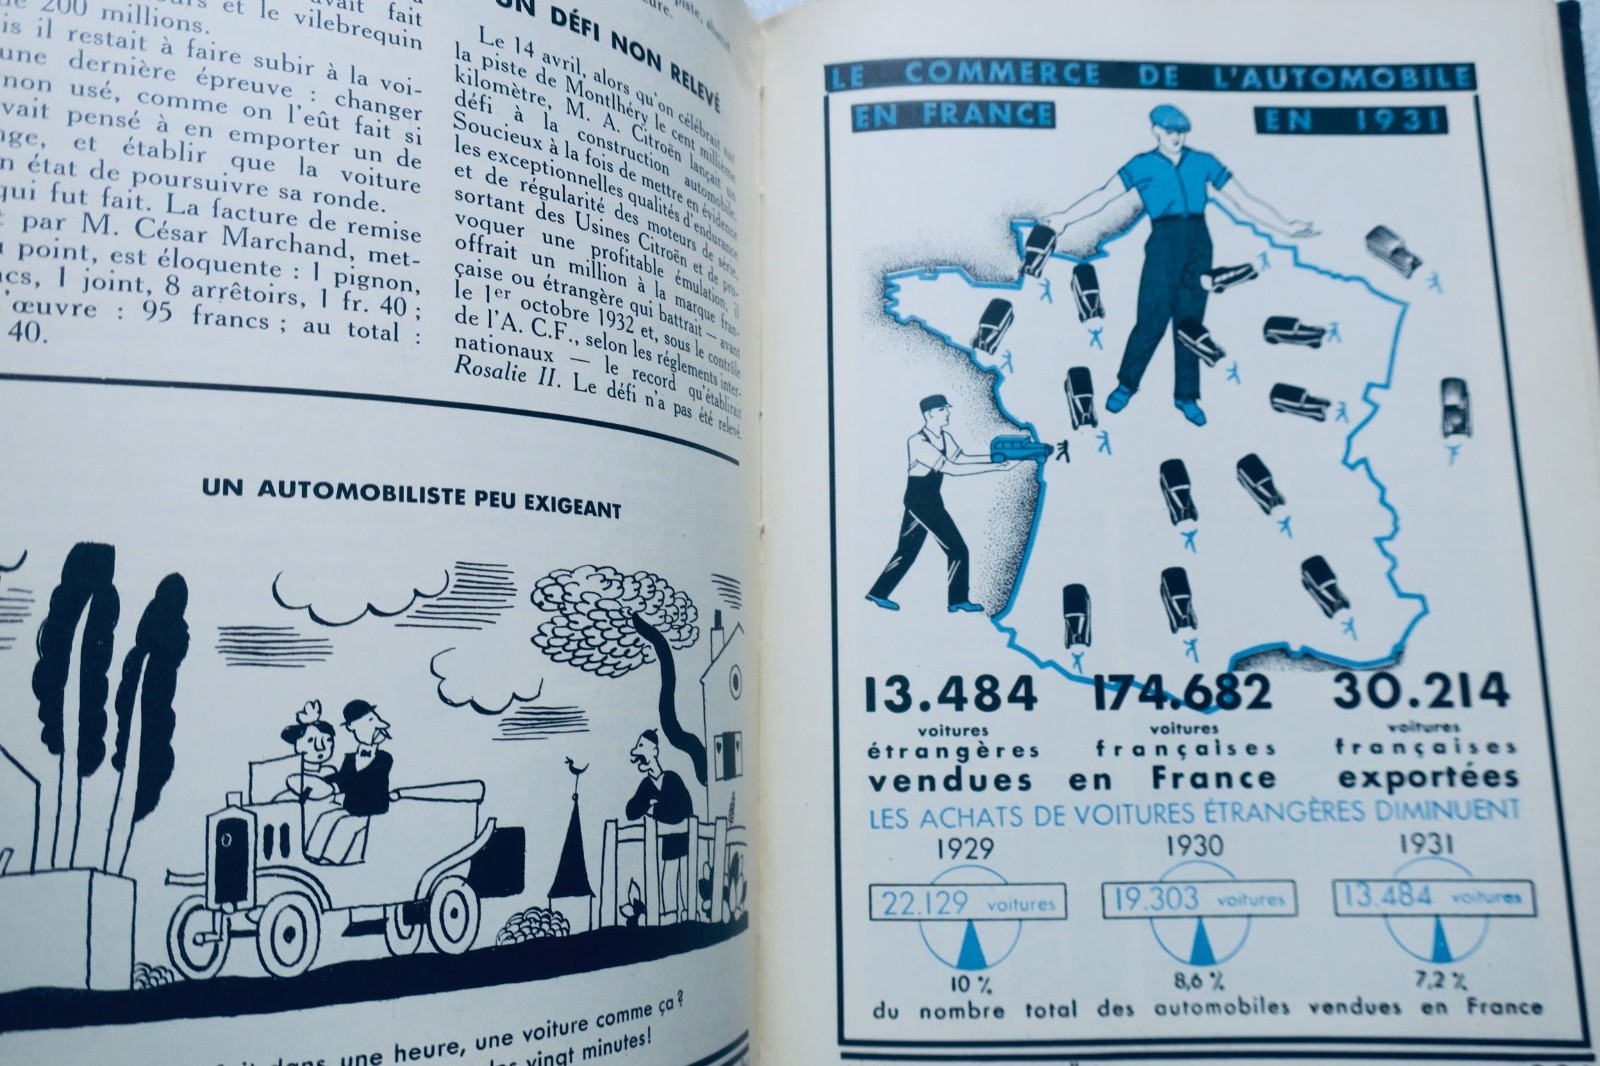 avait fait
et le vilebrequin
200 millions.
is il restait à faire subir à la voi-
une dernière épreuve : changer
non usé, comme on l'eût fait si
vait pensé à en emporter un de
nge, et établir que la voiture
n état de poursuivre sa ronde.
qui fut fait. La facture de remise
par M. César Marchand, met-
point, est éloquente : 1 pignon,
cs, 1 joint, 8 arrêtoirs, 1 fr. 40 ;
'œuvre : 95 francs ; au total :
40.
piste,
UN DÉFI NON RELEVÉ
Le 14 avril, alors qu'on célébrait sur
la piste de Montlhéry le cent millième
kilomètre, M. A. Citroën lançait un
défi à la construction automobile.
Soucieux à la fois de mettre en évidence
les exceptionnelles qualités d'endurance
et de régularité des moteurs de série,
sortant des Usines Citroën et de pro-
voquer une profitable émulation, il
offrait un million à la marque fran-
çaise ou étrangère qui battrait — avant
le 1er octobre 1932 et, sous le contrôle
de l'A. C.F., selon les réglements inter-
nationaux — le record qu'établirait
Rosalie II. Le défi n'a pas été relevé.
UN AUTOMOBILISTE PEU EXIGEANT
dans une heure, une voiture comme ça ?
vingt minutes !
LE COMMERCE DE L'AUTOMOBILE
EN FRANCE EN 1931
13.484 174.682 30.214
voitures voitures voitures
étrangères françaises françaises
vendues en France exportées
LES ACHATS DE VOITURES ÉTRANGÈRES DIMINUENT
1929 1930 1931
22.129 voitures 19.303 voitures 13.484 voitures
10 % 8,6 % 7,2 %
du nombre total des automobiles vendues en France